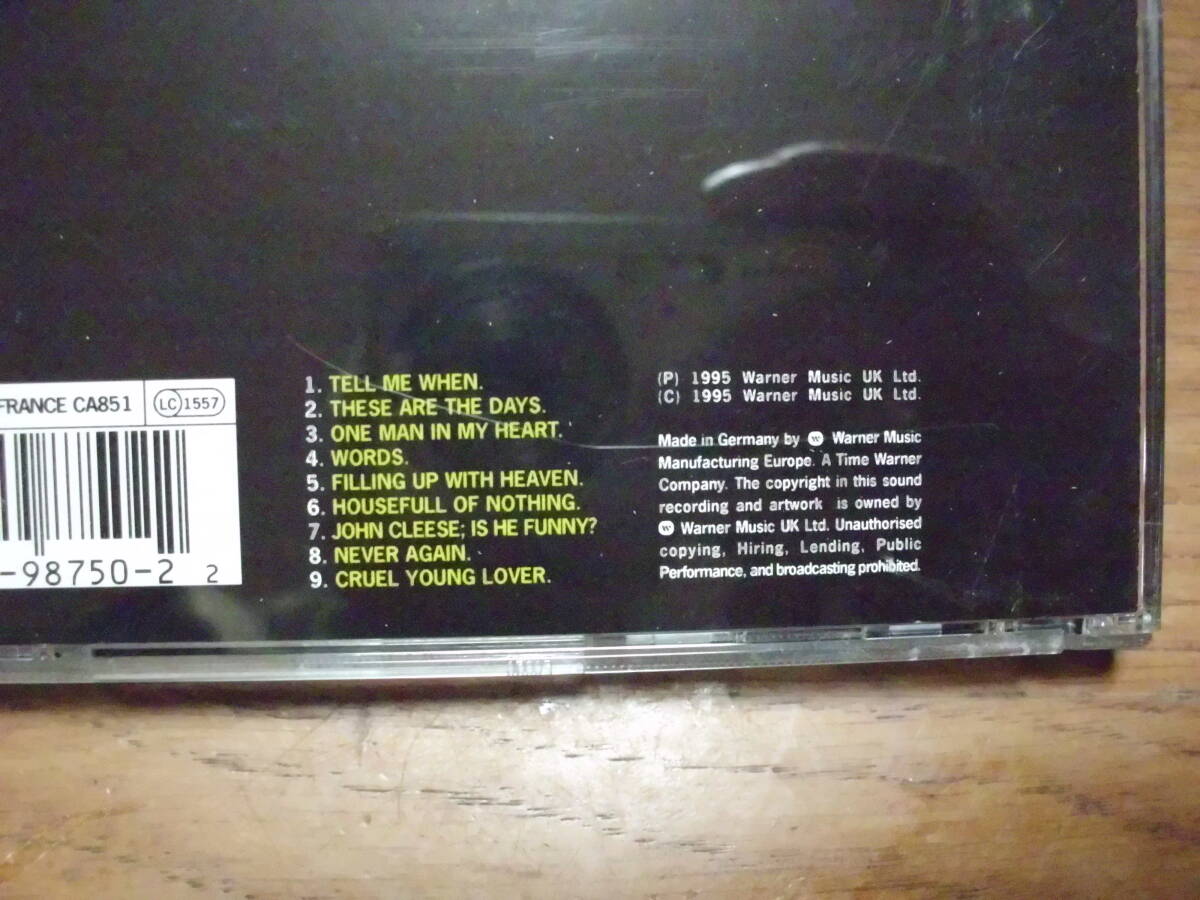 FRANCE CA851
LC 1557
-98750-2 2
1. TELL ME WHEN.
2. THESE ARE THE DAYS.
3. ONE MAN IN MY HEART.
4. WORDS.
5. FILLING UP WITH HEAVEN.
6. HOUSEFULL OF NOTHING.
7. JOHN CLEESE; IS HE FUNNY?
8. NEVER AGAIN.
9. CRUEL YOUNG LOVER.
(P) 1995 Warner Music UK Ltd.
(C) 1995 Warner Music UK Ltd.
Made in Germany by Warner Music
Manufacturing Europe. A Time Warner
Company. The copyright in this sound
recording and artwork is owned by
Warner Music UK Ltd. Unauthorised
copying, Hiring, Lending, Public
Performance, and broadcasting prohibited.